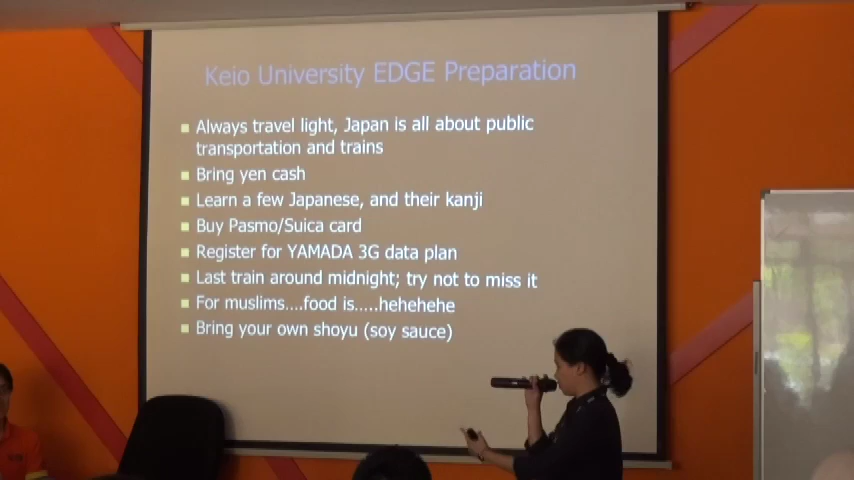 Keio University EDGE Preparation
Always travel light, Japan is all about public
transportation and trains
Bring yen cash
Learn a few Japanese, and their kanji
Buy Pasmo/Suica card
Register for YAMADA 3G data plan
Last train around midnight; try not to miss it
For muslims....food is.....hehehehe
Bring your own shoyu (soy sauce)